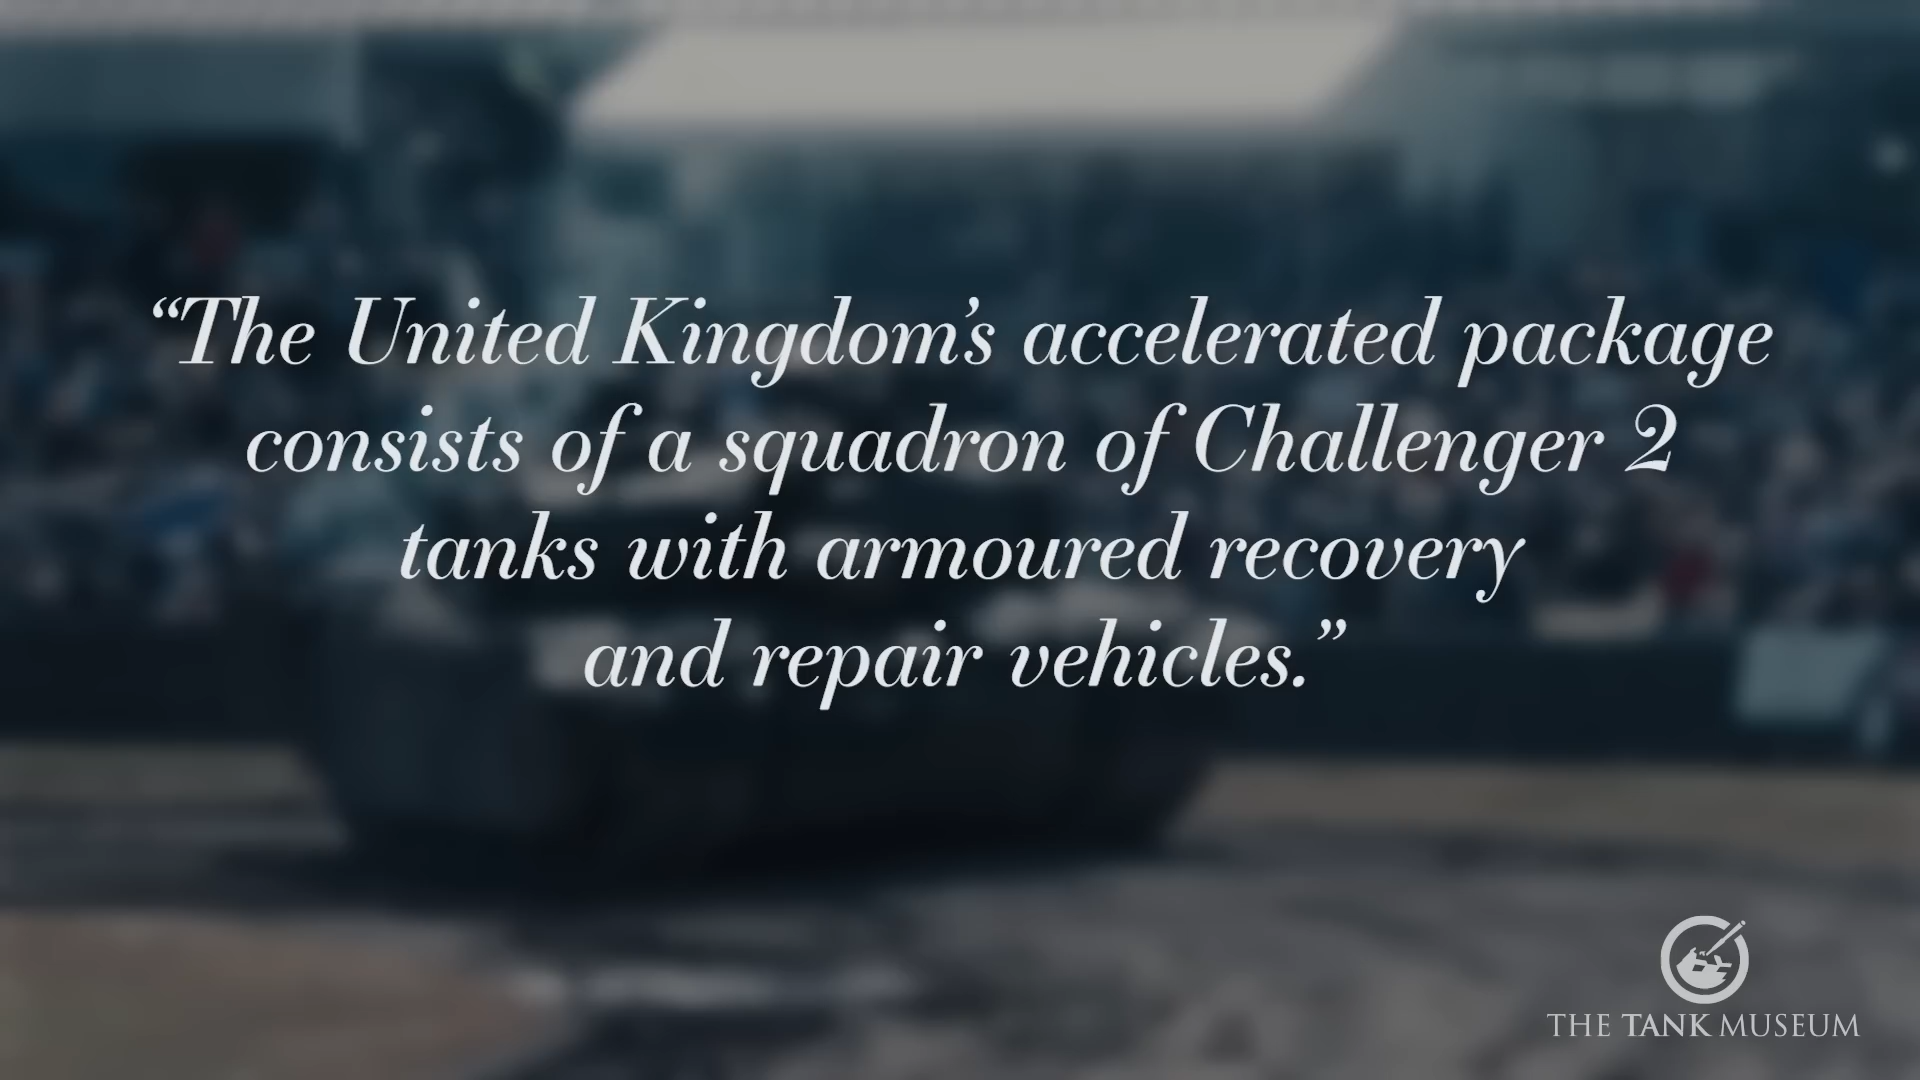 “The United Kingdom’s accelerated package
consists of a squadron of Challenger 2
tanks with armoured recovery
and repair vehicles.”
THE TANK MUSEUM